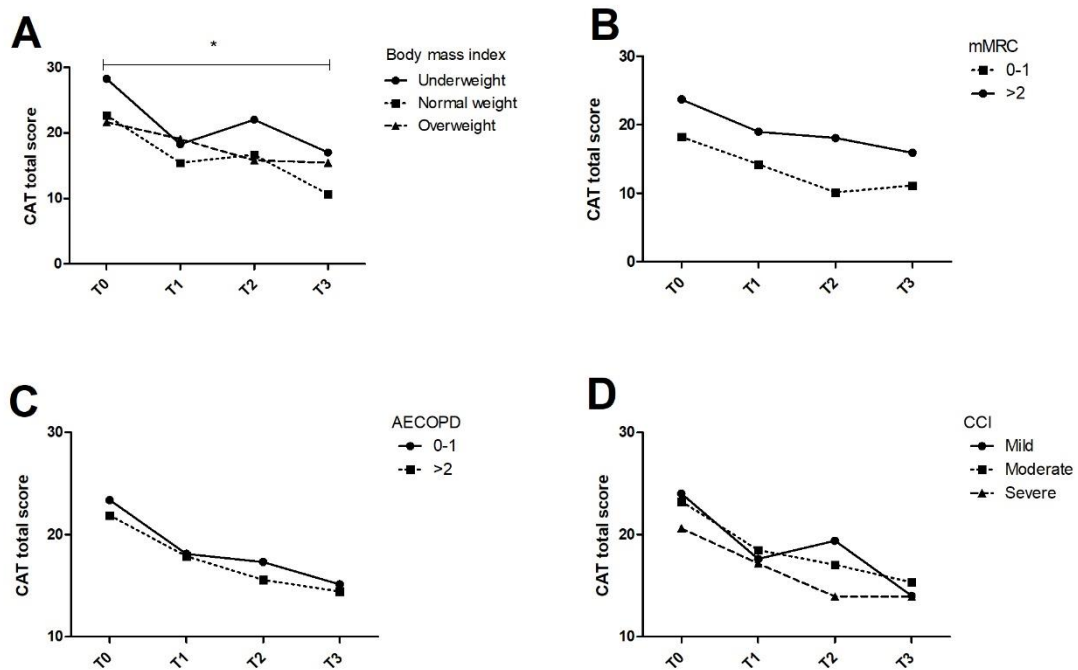 A
*
Body mass index
Underweight
Normal weight
Overweight
CAT total score
30
20
10
0
T0
T1
T2
T3
B
mMRC
0-1
>2
CAT total score
30
20
10
0
T0
T1
T2
T3
C
AECOPD
0-1
>2
CAT total score
30
20
10
T0
T1
T2
T3
D
CCI
Mild
Moderate
Severe
CAT total score
30
20
10
T0
T1
T2
T3